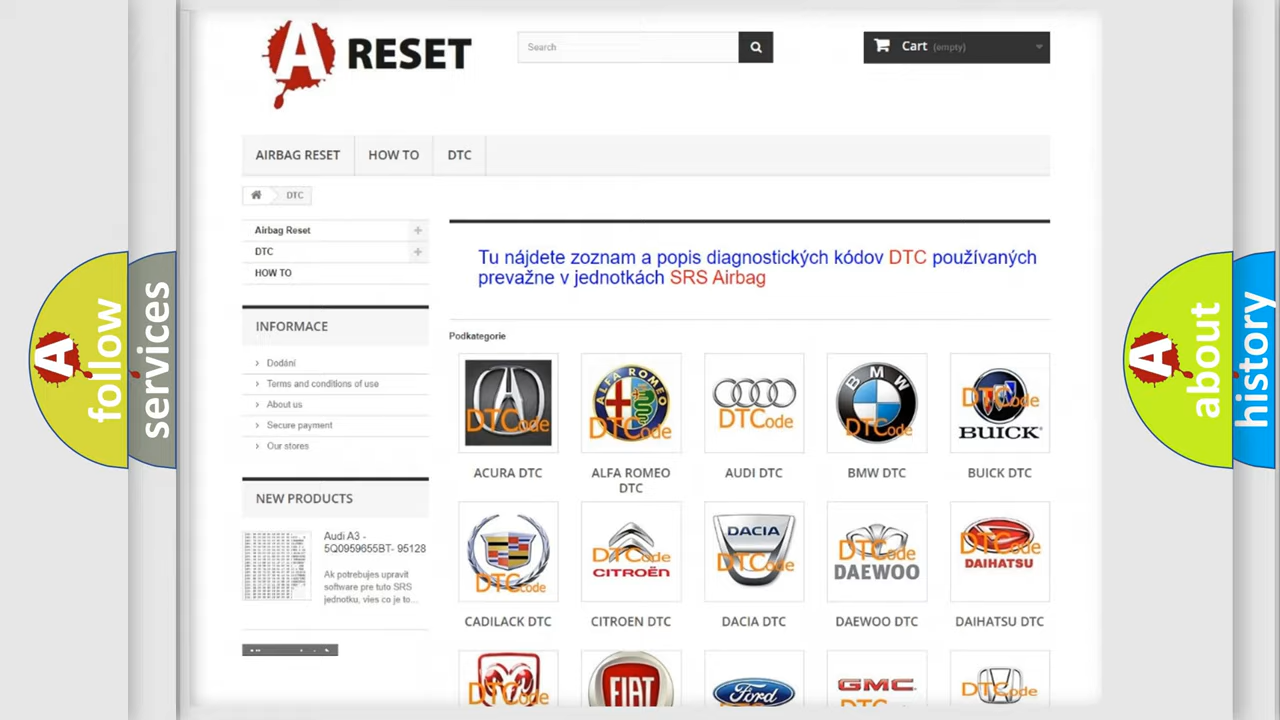 A RESET
Search
Cart (empty)
AIRBAG RESET
HOW TO
DTC
DTC
Airbag Reset
DTC
HOW TO
Tu nájdete zoznam a popis diagnostických kódov DTC používaných
prevažne v jednotkách SRS Airbag
INFORMACE
Dodání
Terms and conditions of use
About us
Secure payment
Our stores
Podkategorie
ALFA ROMEO
DTCode
DTCode
DTCode
BMW
DTCode
DTCode
BUICK
ACURA DTC
ALFA ROMEO
DTC
AUDI DTC
BMW DTC
BUICK DTC
NEW PRODUCTS
Audi A3 -
5Q0959655BT- 95128
Ak potrebujes upravit
software pre tuto SRS
jednotku, vies co je to...
DTCode
DTCode
CITROËN
DACIA
DTCode
DTCode
DAEWOO
DTCode
DAIHATSU
CADILACK DTC
CITROEN DTC
DACIA DTC
DAEWOO DTC
DAIHATSU DTC
DTCode
FIAT
Ford
GMC
DTCode
A follow
services
A about
history